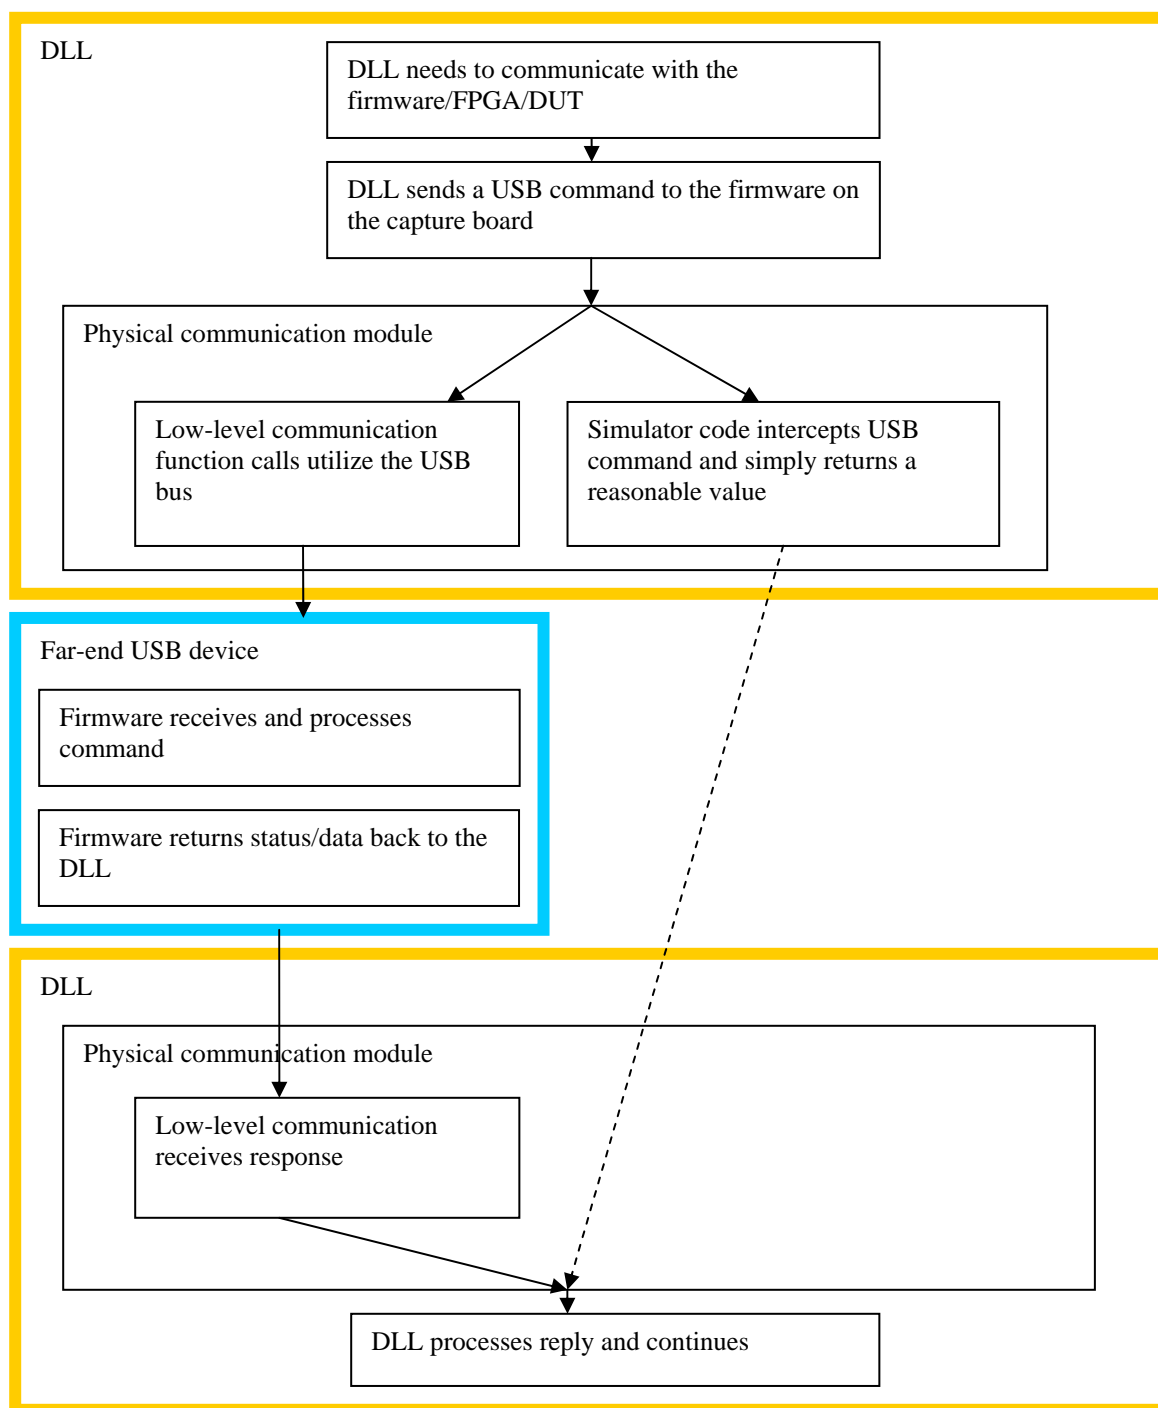 DLL
DLL needs to communicate with the
firmware/FPGA/DUT
DLL sends a USB command to the firmware on
the capture board
Physical communication module
Low-level communication
function calls utilize the USB
bus
Simulator code intercepts USB
command and simply returns a
reasonable value
Far-end USB device
Firmware receives and processes
command
Firmware returns status/data back to the
DLL
DLL
Physical communication module
Low-level communication
receives response
DLL processes reply and continues